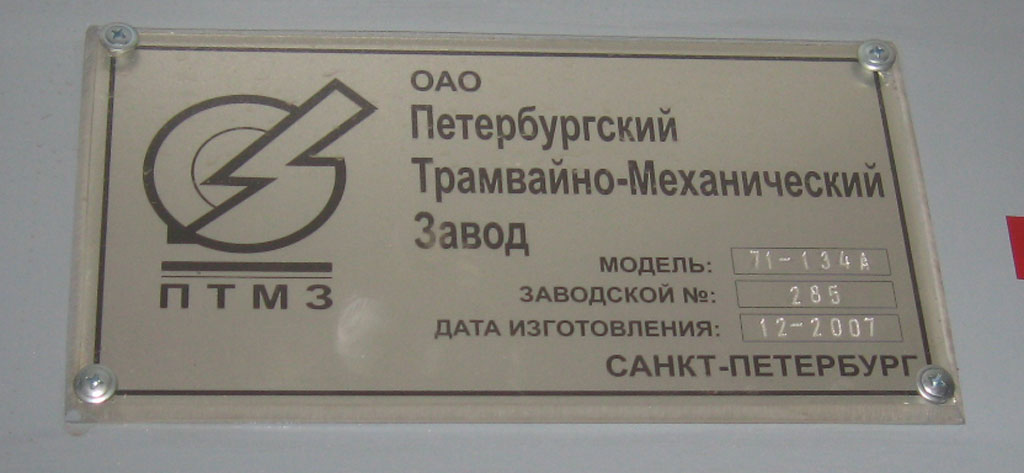 ОАО
Петербургский
Трамвайно-Механический
Завод
ПТМЗ
МОДЕЛЬ: 71-134А
ЗАВОДСКОЙ №: 285
ДАТА ИЗГОТОВЛЕНИЯ: 12-2007
САНКТ-ПЕТЕРБУРГ